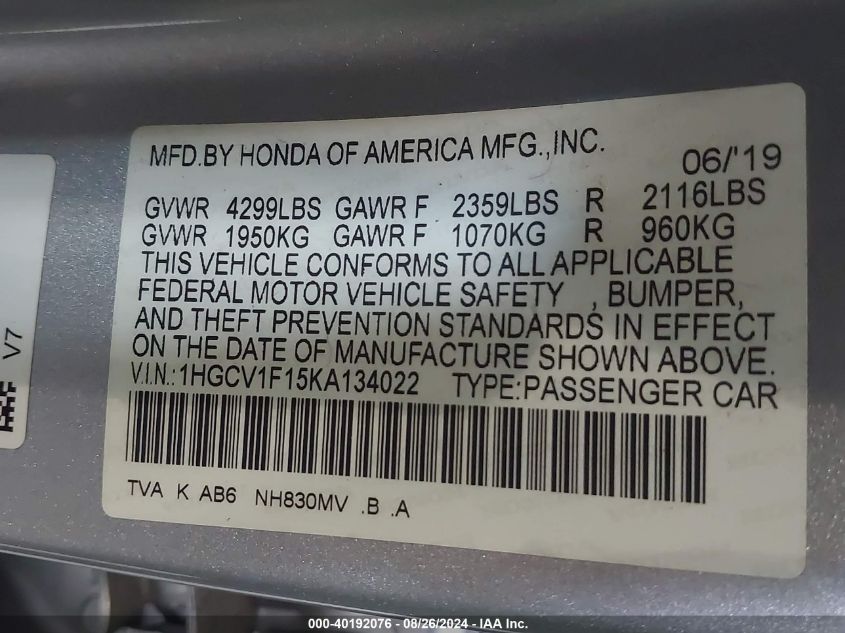 MFD.BY HONDA OF AMERICA MFG.,INC. 06/'19
GVWR 4299LBS GAWR F 2359LBS R 2116LBS
GVWR 1950KG GAWR F 1070KG R 960KG
THIS VEHICLE CONFORMS TO ALL APPLICABLE
FEDERAL MOTOR VEHICLE SAFETY , BUMPER,
AND THEFT PREVENTION STANDARDS IN EFFECT
ON THE DATE OF MANUFACTURE SHOWN ABOVE.
V.I.N.:1HGCV1F15KA134022 TYPE:PASSENGER CAR
TVA K AB6 NH830MV .B .A
V7
000-40192076 - 08/26/2024 - IAA Inc.